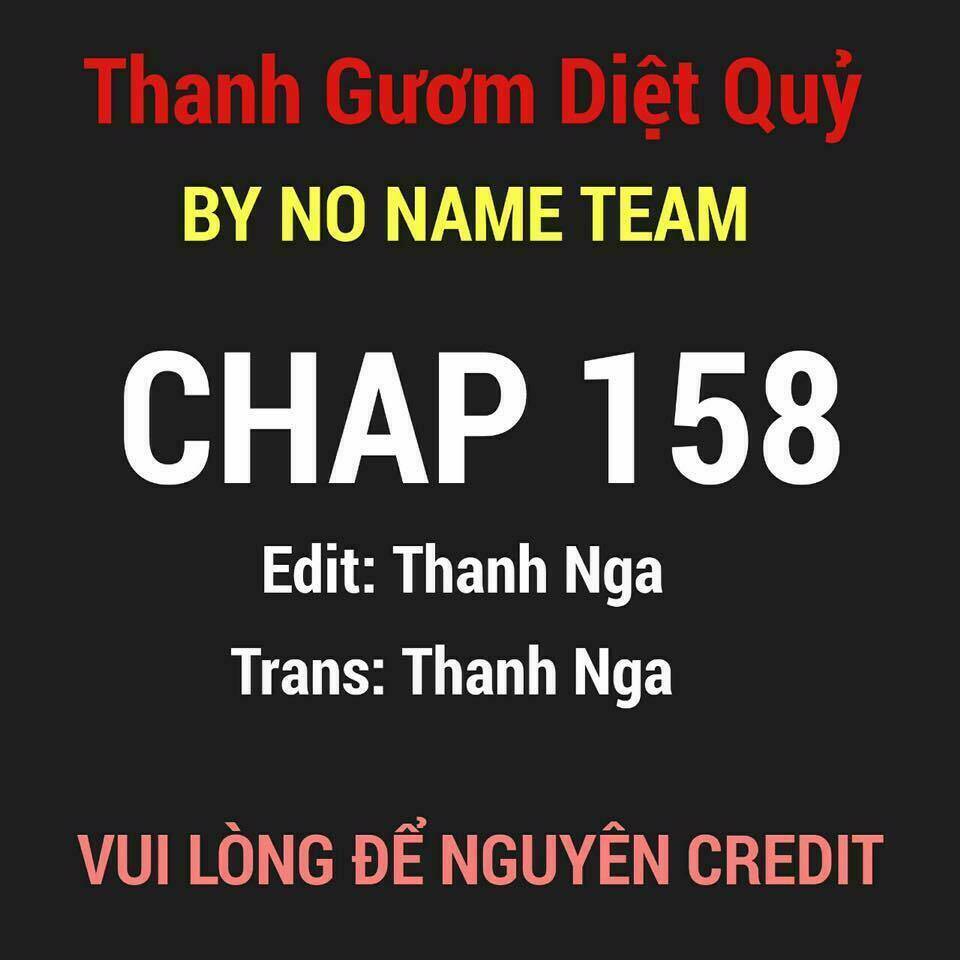 Thanh Gươm Diệt Quỷ
BY NO NAME TEAM
CHAP 158
Edit: Thanh Nga
Trans: Thanh Nga
VUI LÒNG ĐỂ NGUYÊN CREDIT